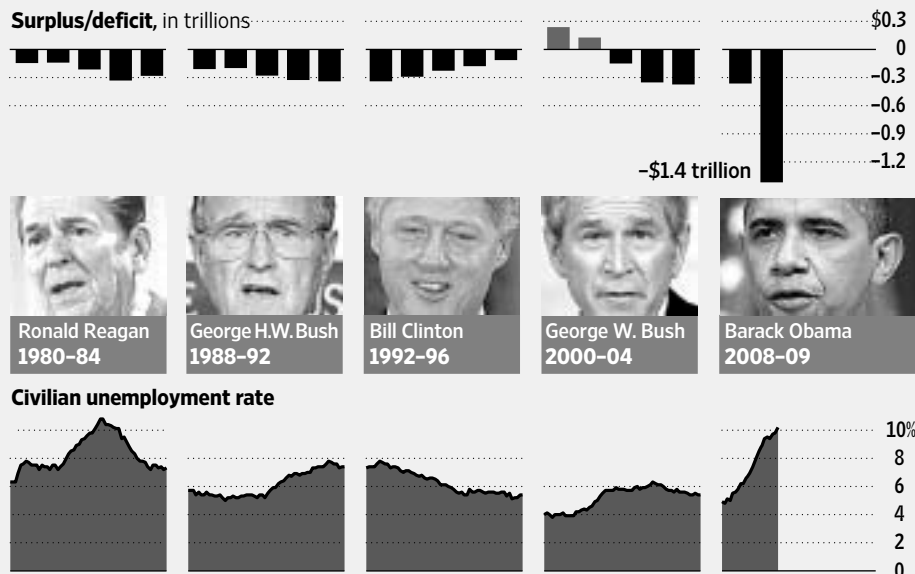 Surplus/deficit, in trillions
$0.3
0
–0.3
–0.6
–0.9
–1.2
–$1.4 trillion
Ronald Reagan
1980–84
George H.W. Bush
1988–92
Bill Clinton
1992–96
George W. Bush
2000–04
Barack Obama
2008–09
Civilian unemployment rate
10%
8
6
4
2
0